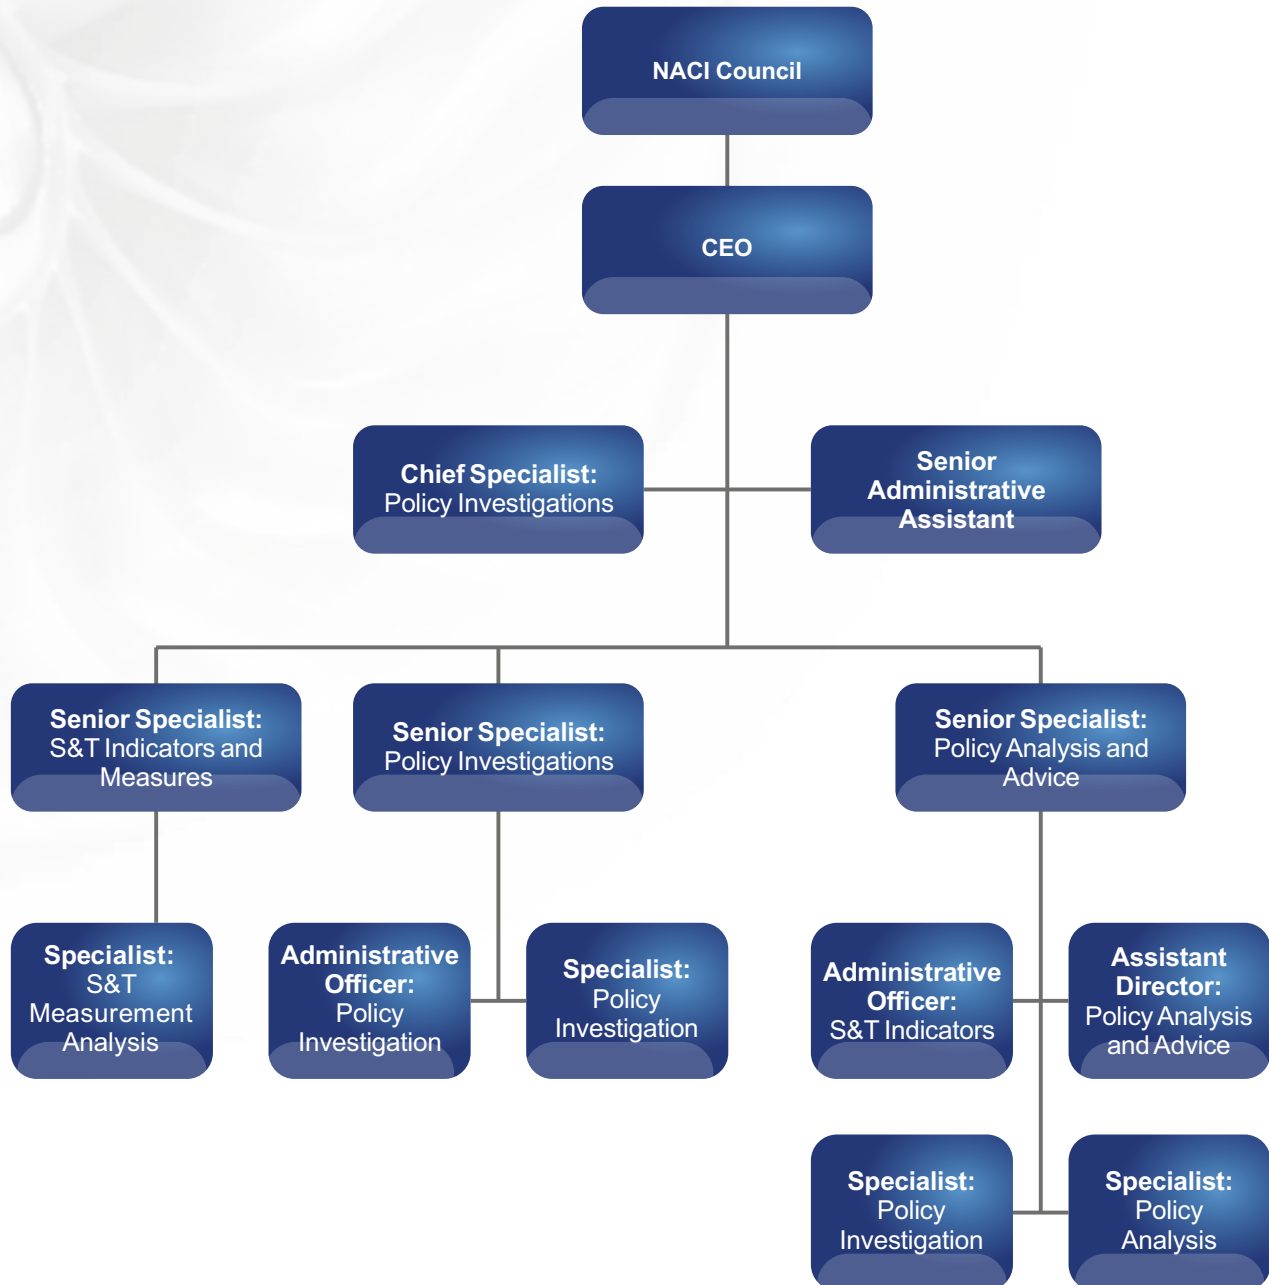 NACI Council
CEO
Chief Specialist:
Policy Investigations
Senior
Administrative
Assistant
Senior Specialist:
S&T Indicators and
Measures
Senior Specialist:
Policy Investigations
Senior Specialist:
Policy Analysis and
Advice
Specialist:
S&T
Measurement
Analysis
Administrative
Officer:
Policy
Investigation
Specialist:
Policy
Investigation
Administrative
Officer:
S&T Indicators
Assistant
Director:
Policy Analysis
and Advice
Specialist:
Policy
Investigation
Specialist:
Policy
Analysis